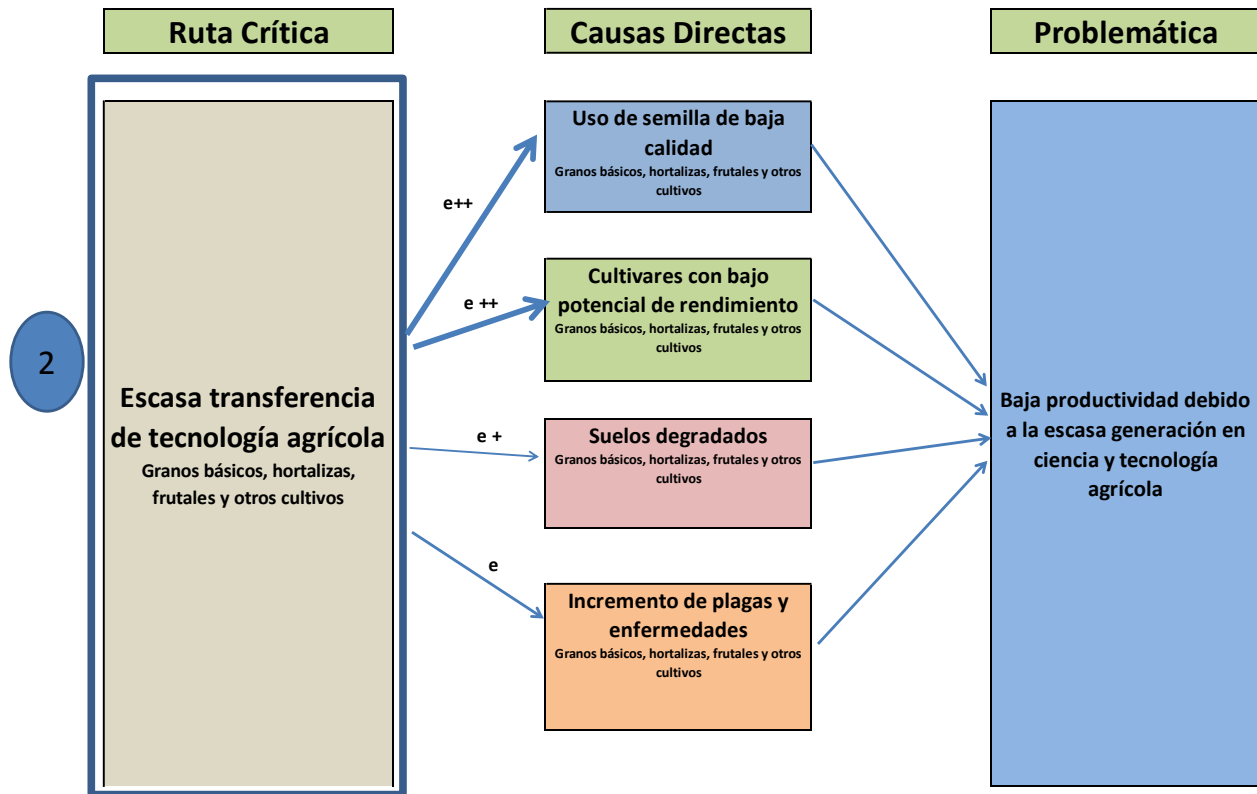 Ruta Crítica
Causas Directas
Problemática
2
Escasa transferencia
de tecnología agrícola
Granos básicos, hortalizas,
frutales y otros cultivos
e++
e ++
e +
e
Uso de semilla de baja
calidad
Granos básicos, hortalizas, frutales y otros
cultivos
Cultivares con bajo
potencial de rendimiento
Granos básicos, hortalizas, frutales y otros
cultivos
Suelos degradados
Granos básicos, hortalizas, frutales y otros
cultivos
Incremento de plagas y
enfermedades
Granos básicos, hortalizas, frutales y otros
cultivos
Baja productividad debido
a la escasa generación en
ciencia y tecnología
agrícola